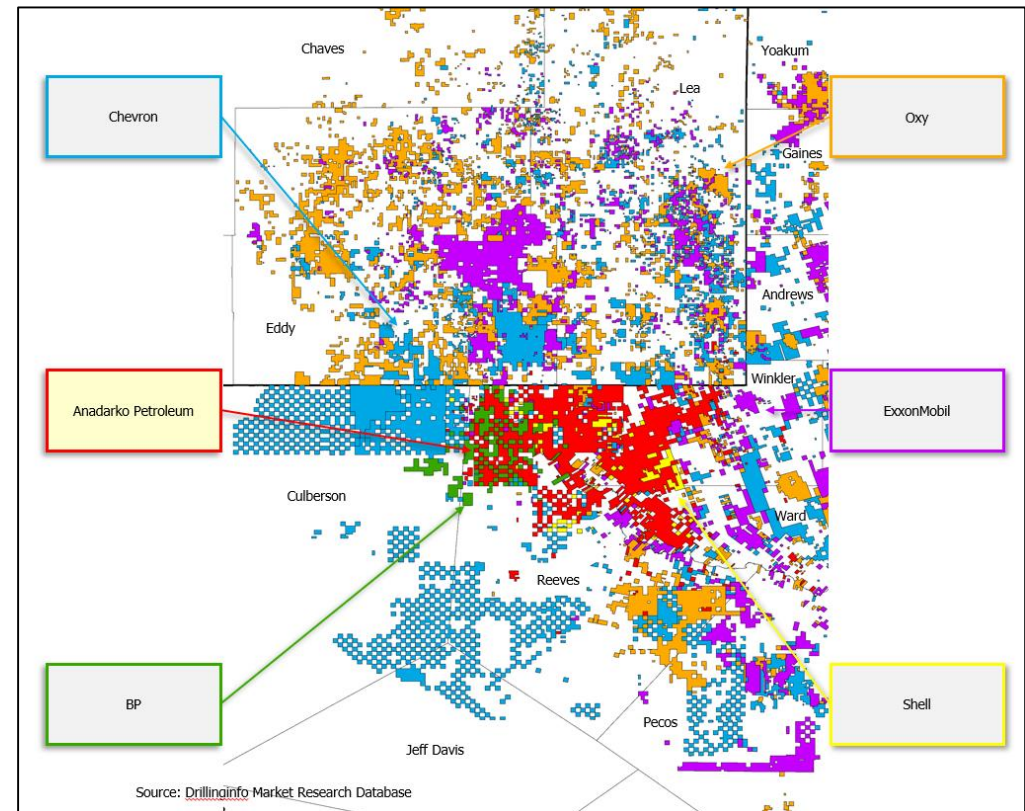 Chaves
Yoakum
Lea
Chevron
Oxy
Gaines
Andrews
Eddy
Winkler
Anadarko Petroleum
ExxonMobil
Culberson
Ward
Reeves
BP
Shell
Pecos
Jeff Davis
Source: Drillinginfo Market Research Database